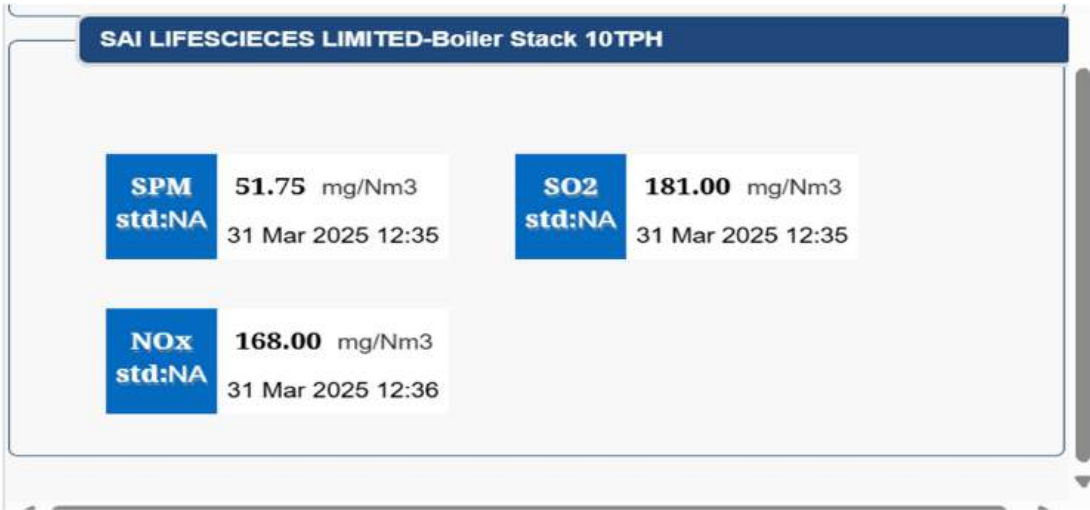 SAI LIFESCIECES LIMITED-Boiler Stack 10TPH
SPM
std:NA
51.75 mg/Nm3
31 Mar 2025 12:35
SO2
std:NA
181.00 mg/Nm3
31 Mar 2025 12:35
NOx
std:NA
168.00 mg/Nm3
31 Mar 2025 12:36